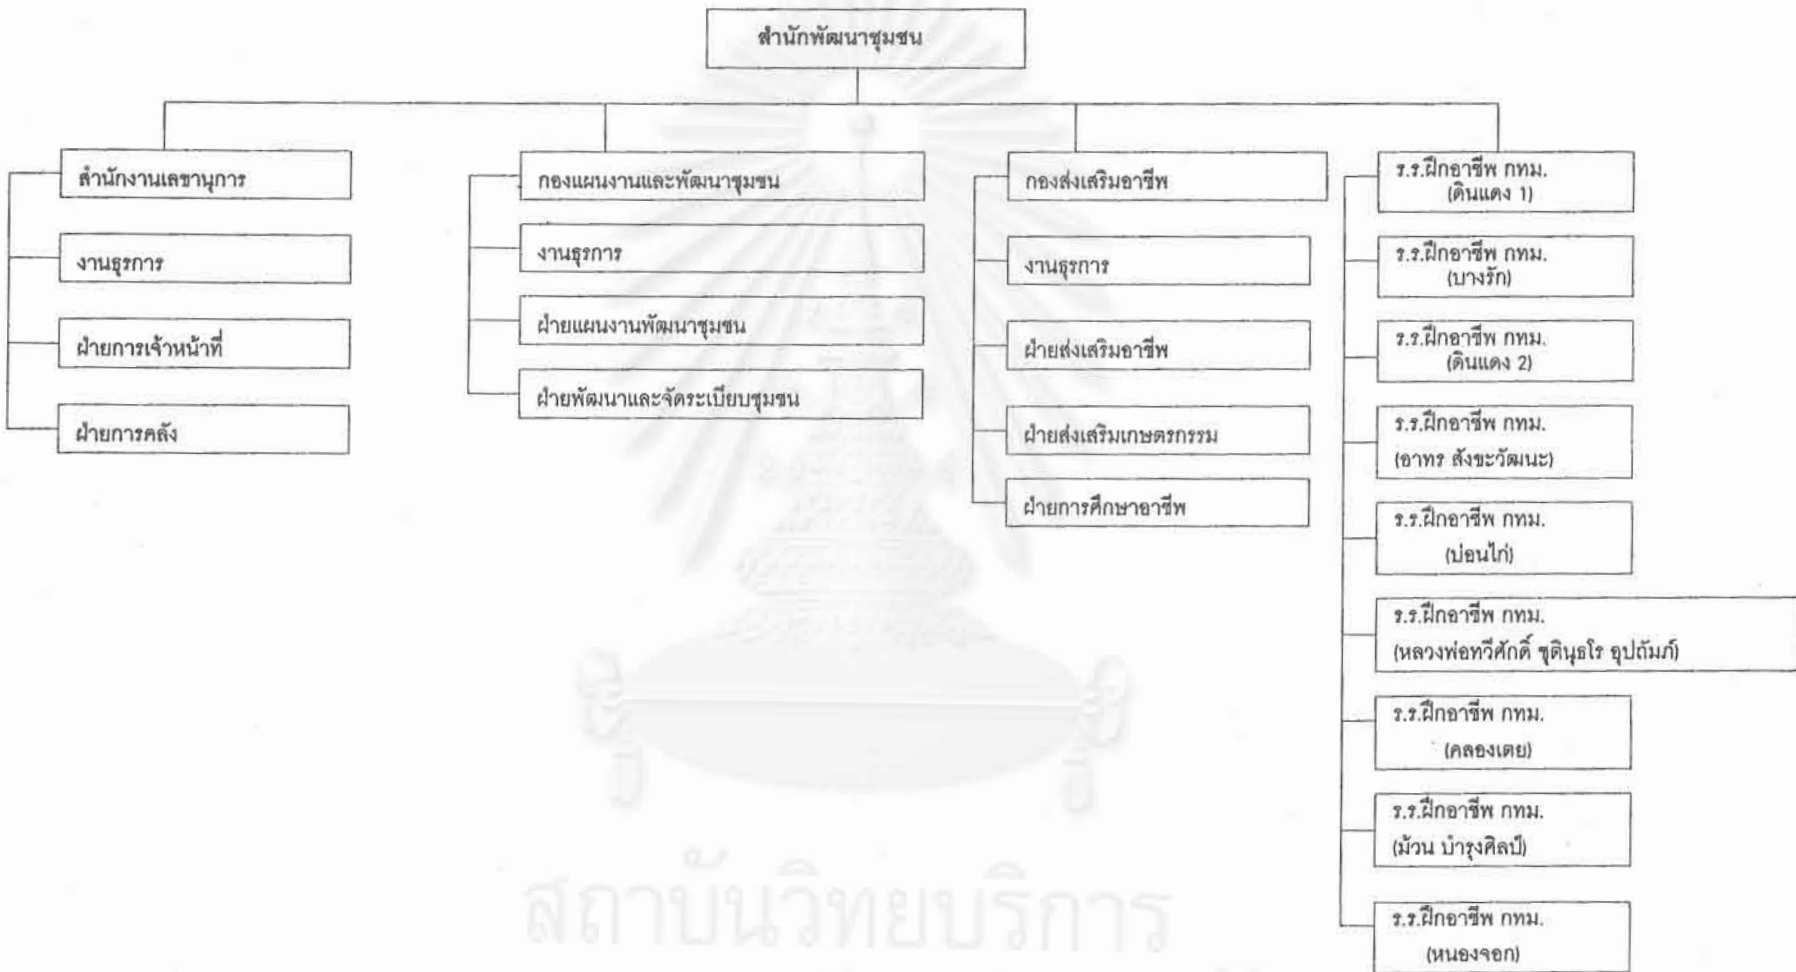 สำนักพัฒนาชุมชน
สำนักงานเลขานุการ
งานธุรการ
ฝ่ายการเจ้าหน้าที่
ฝ่ายการคลัง
กองแผนงานและพัฒนาชุมชน
งานธุรการ
ฝ่ายแผนงานพัฒนาชุมชน
ฝ่ายพัฒนาและจัดระเบียบชุมชน
กองส่งเสริมอาชีพ
งานธุรการ
ฝ่ายส่งเสริมอาชีพ
ฝ่ายส่งเสริมเกษตรกรรม
ฝ่ายการศึกษาอาชีพ
ร.ร.ฝึกอาชีพ กทม.
(ดินแดง 1)
ร.ร.ฝึกอาชีพ กทม.
(บางรัก)
ร.ร.ฝึกอาชีพ กทม.
(ดินแดง 2)
ร.ร.ฝึกอาชีพ กทม.
(อาทร สังขะวัฒนะ)
ร.ร.ฝึกอาชีพ กทม.
(บ่อนไก่)
ร.ร.ฝึกอาชีพ กทม.
(หลวงพ่อทวีศักดิ์ ชุตินฺธโร อุปถัมภ์)
ร.ร.ฝึกอาชีพ กทม.
(คลองเตย)
ร.ร.ฝึกอาชีพ กทม.
(ม้วน บำรุงศิลป์)
ร.ร.ฝึกอาชีพ กทม.
(หนองจอก)
สถาบันวิทยบริการ